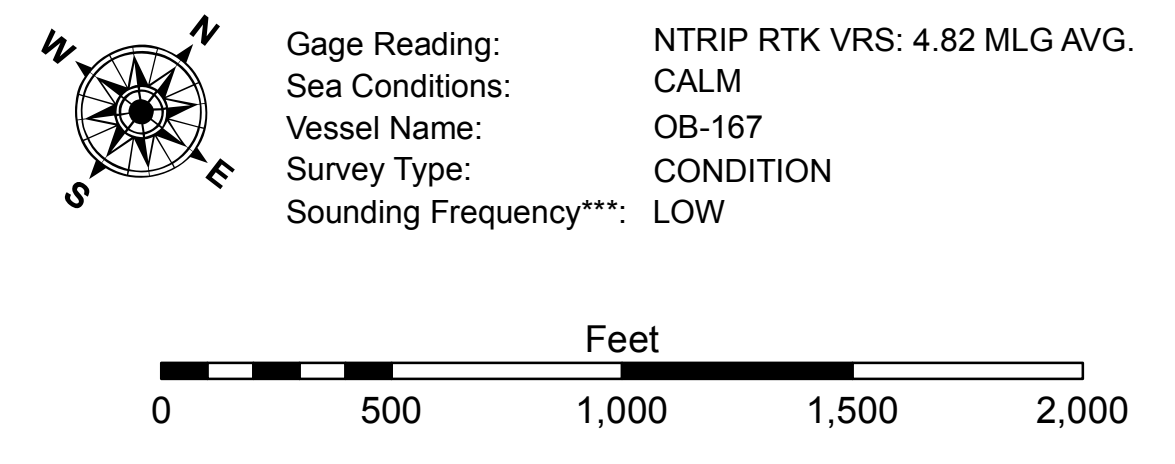 N
W
E
S
Gage Reading: NTRIP RTK VRS: 4.82 MLG AVG.
Sea Conditions: CALM
Vessel Name: OB-167
Survey Type: CONDITION
Sounding Frequency***: LOW
Feet
0 500 1,000 1,500 2,000